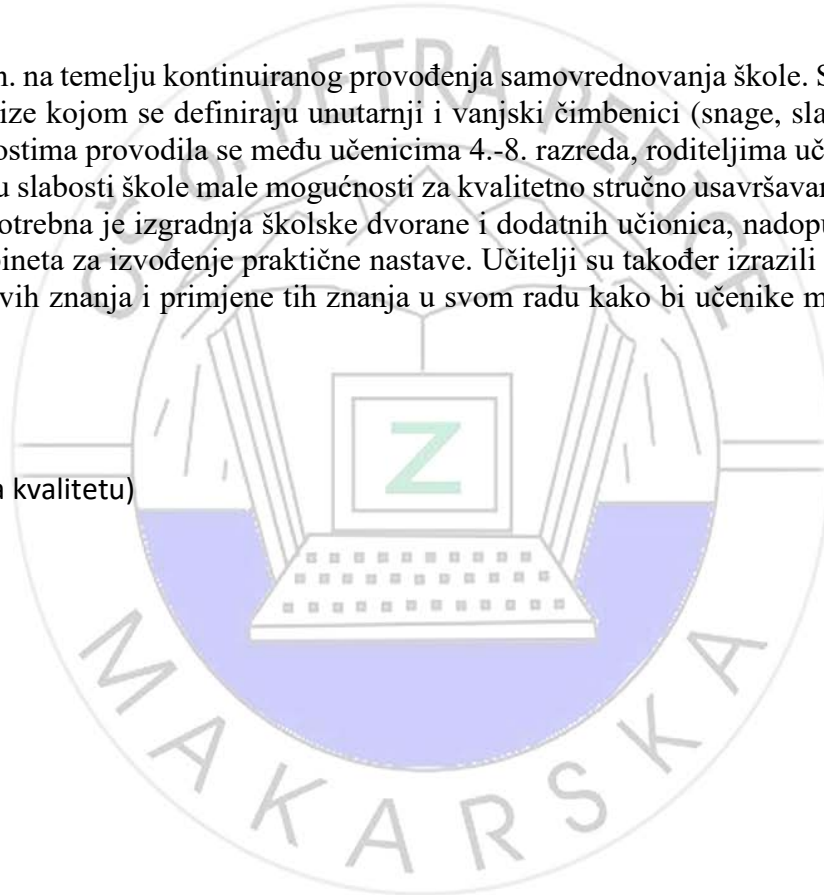 na temelju kontinuiranog provođenja samovrednovanja škole. S
ize kojom se definiraju unutarnji i vanjski čimbenici (snage, sla
ostima provodila se među učenicima 4.-8. razreda, roditeljima uč
u slabosti škole male mogućnosti za kvalitetno stručno usavršavan
otrebna je izgradnja školske dvorane i dodatnih učionica, nadopu
bineta za izvođenje praktične nastave. Učitelji su također izrazili
vih znanja i primjene tih znanja u svom radu kako bi učenike m
a kvalitetu)
OŠ O. PETRA PERICE
Z
MAKARSKA